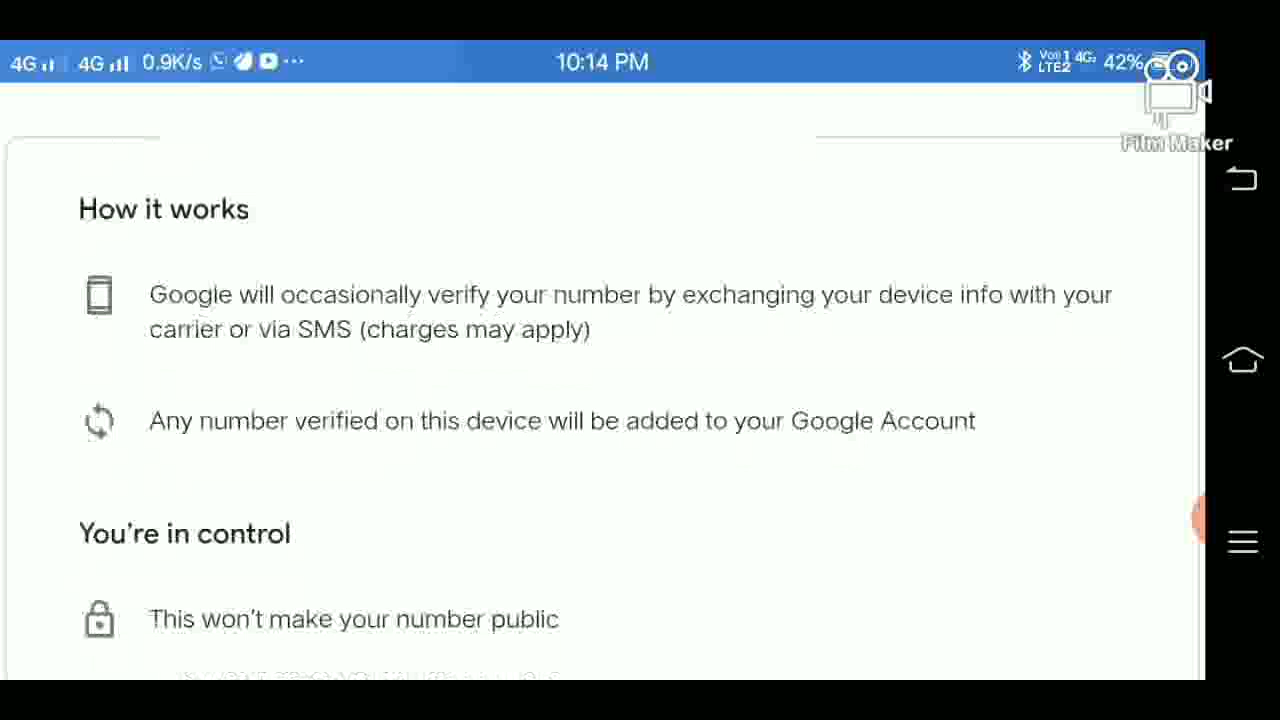 4G 4G 0.9K/s ... 10:14 PM LTE2 4G 42%
Film Maker
How it works
Google will occasionally verify your number by exchanging your device info with your
carrier or via SMS (charges may apply)
Any number verified on this device will be added to your Google Account
You're in control
This won't make your number public